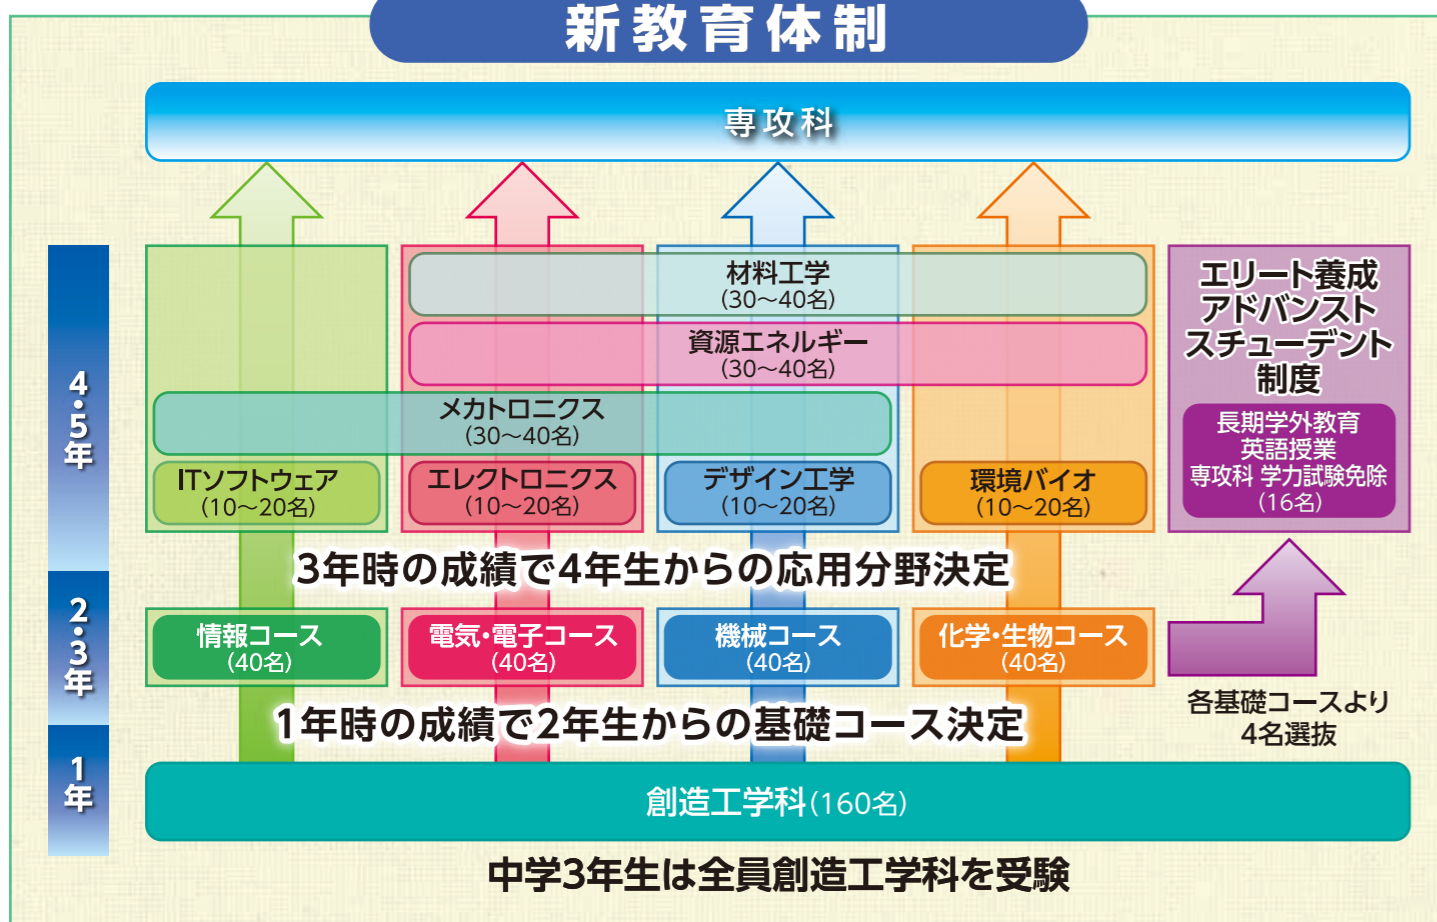 新教育体制
専攻科
4・5年
材料工学
(30〜40名)
資源エネルギー
(30〜40名)
メカトロニクス
(30〜40名)
ITソフトウェア
(10〜20名)
エレクトロニクス
(10〜20名)
デザイン工学
(10〜20名)
環境バイオ
(10〜20名)
エリート養成
アドバンスト
スチューデント
制度
長期学外教育
英語授業
専攻科 学力試験免除
(16名)
3年時の成績で4年生からの応用分野決定
2・3年
情報コース
(40名)
電気・電子コース
(40名)
機械コース
(40名)
化学・生物コース
(40名)
各基礎コースより
4名選抜
1年時の成績で2年生からの基礎コース決定
1年
創造工学科(160名)
中学3年生は全員創造工学科を受験